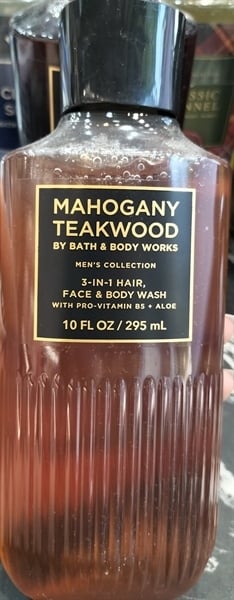 MAHOGANY
TEAKWOOD
BY BATH & BODY WORKS
MEN'S COLLECTION
3-IN-1 HAIR,
FACE & BODY WASH
WITH PRO-VITAMIN B5 + ALOE
10 FL OZ / 295 mL